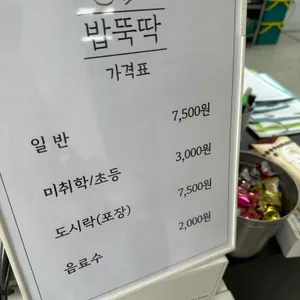 밥뚝딱
가격표
일 반 7,500원
미취학/초등 3,000원
도시락(포장) 7,500원
음료수 2,000원